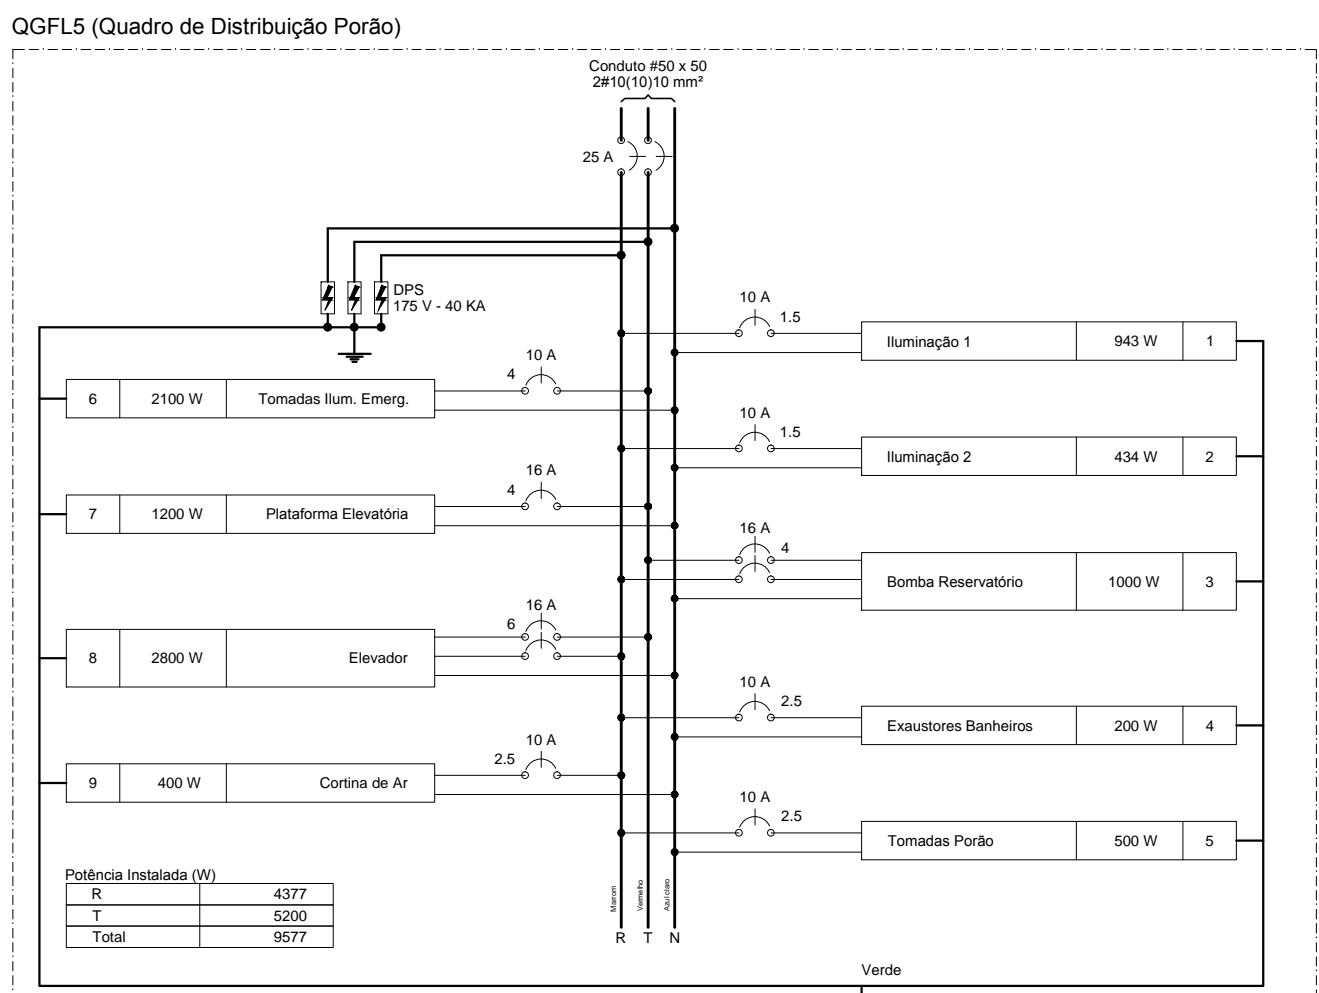 QGFL5 (Quadro de Distribuição Porão)
Conduto #50 x 50
2#10(10)10 mm²
25 A
DPS
175 V - 40 KA
10 A
1.5
Iluminação 1 943 W 1
10 A
4
6 2100 W Tomadas Ilum. Emerg.
10 A
1.5
Iluminação 2 434 W 2
16 A
4
7 1200 W Plataforma Elevatória
16 A
4
Bomba Reservatório 1000 W 3
16 A
6
8 2800 W Elevador
10 A
2.5
Exaustores Banheiros 200 W 4
10 A
2.5
9 400 W Cortina de Ar
10 A
2.5
Tomadas Porão 500 W 5
Potência Instalada (W)
R 4377
T 5200
Total 9577
Marrom
Vermelho
Azul claro
R T N
Verde